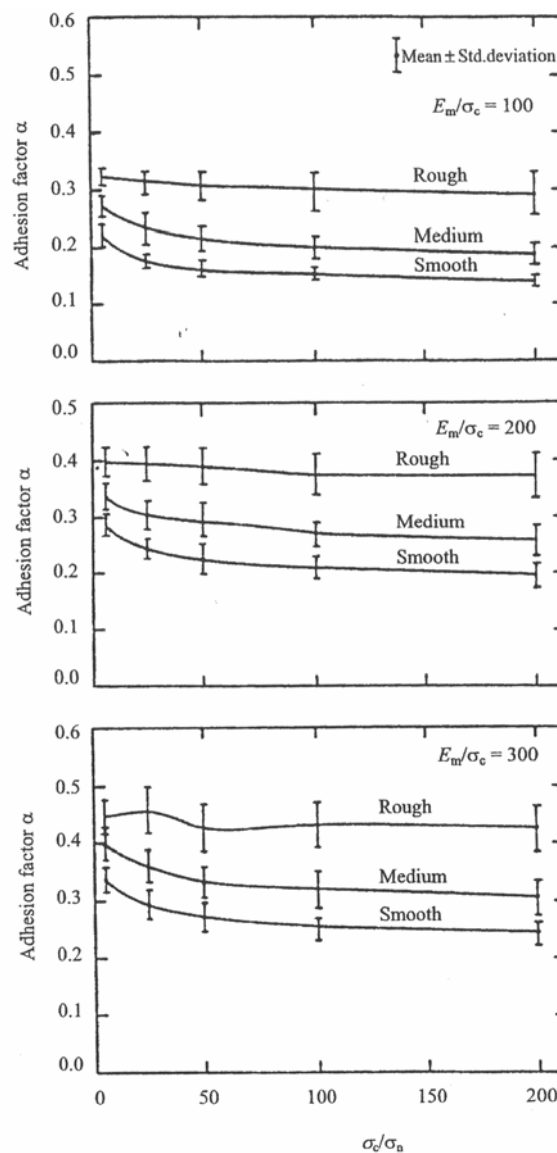 0.6
Mean ± Std.deviation
0.5
E_m/σ_c = 100
0.4
Rough
0.3
Medium
0.2
Smooth
0.1
0.0
Adhesion factor α
0.5
E_m/σ_c = 200
0.4
Rough
0.3
Medium
0.2
Smooth
0.1
0.0
Adhesion factor α
0.6
E_m/σ_c = 300
0.5
Rough
0.4
Medium
0.3
Smooth
0.2
0.1
0.0
Adhesion factor α
0 50 100 150 200
σ_c/σ_n